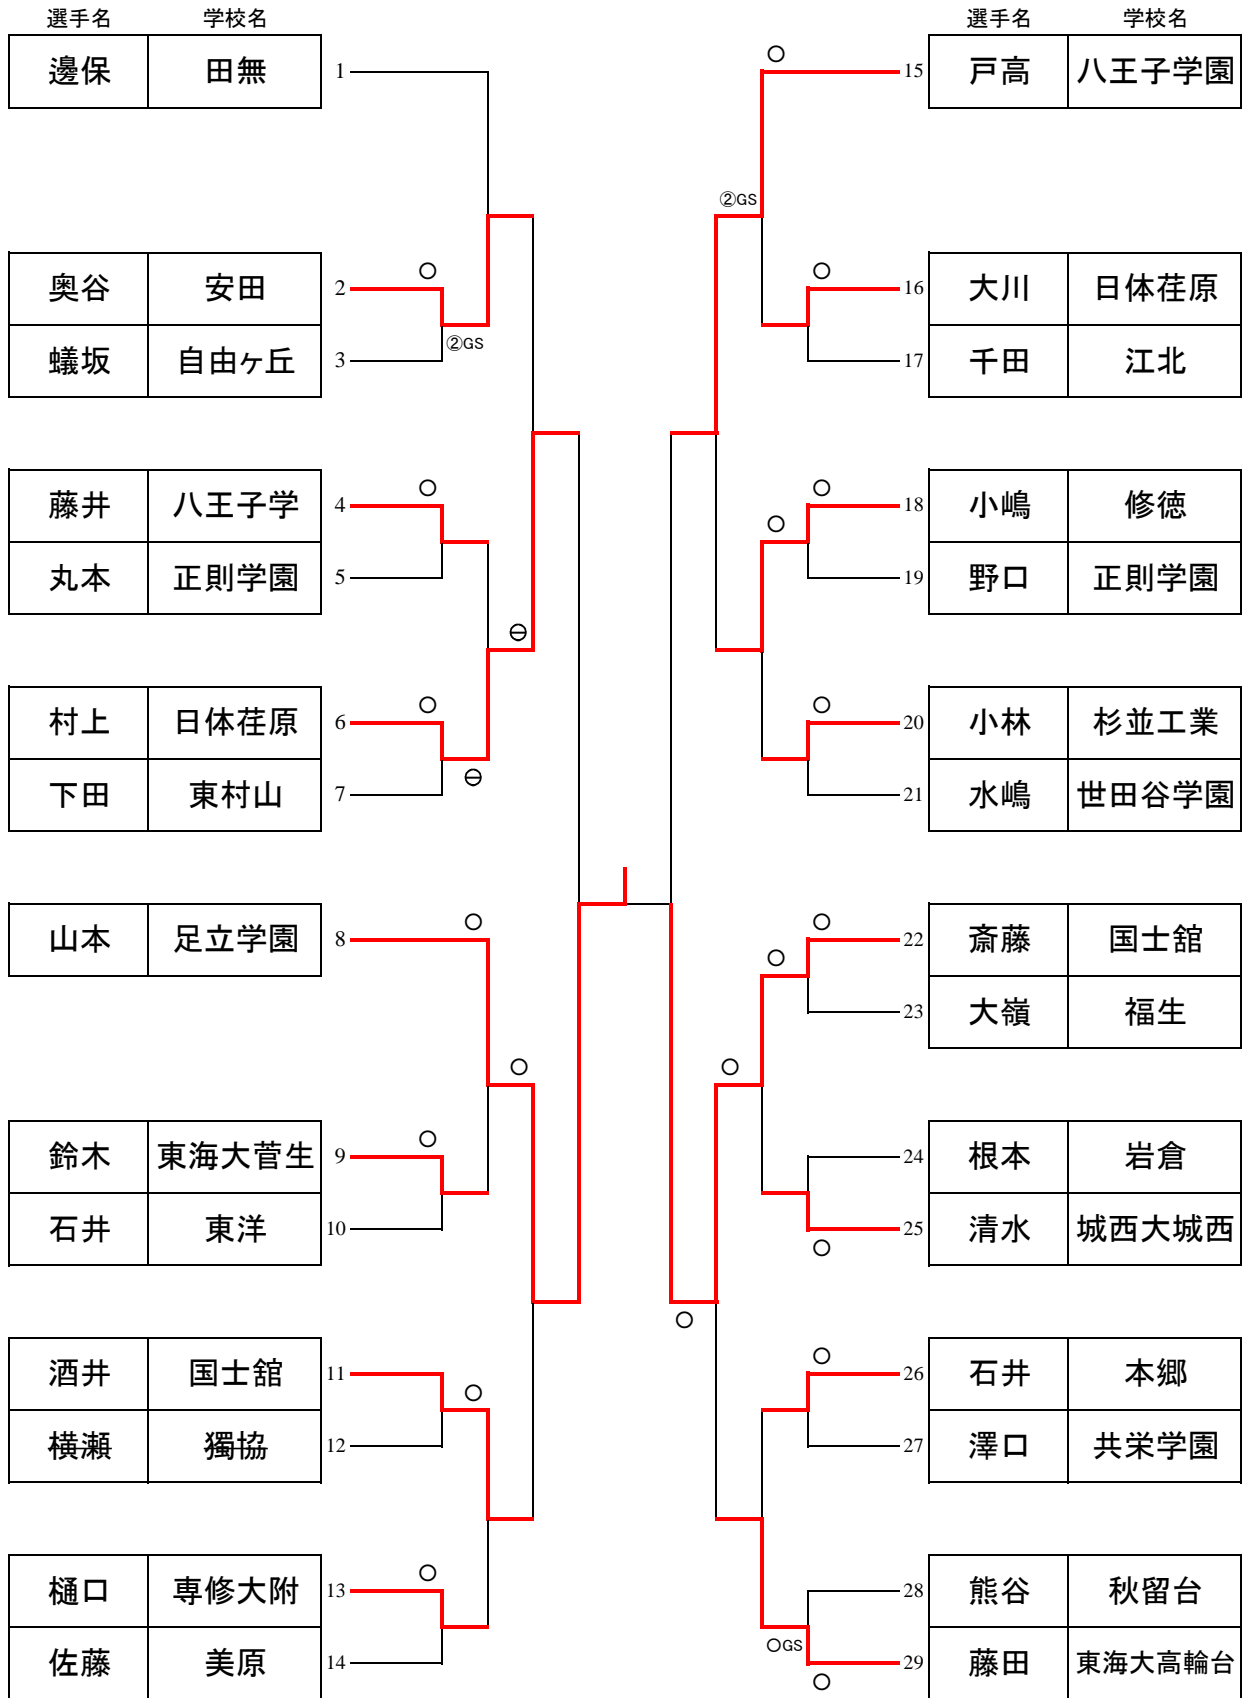 選手名 学校名 選手名 学校名
邊保 田無 1
○
15 戸高 八王子学園
②GS
奥谷 安田 2
○
○
16 大川 日体荏原
蟻坂 自由ヶ丘 3
②GS
17 千田 江北
藤井 八王子学 4
○
○
18 小嶋 修徳
○
丸本 正則学園 5
19 野口 正則学園
⊖
村上 日体荏原 6
○
○
20 小林 杉並工業
下田 東村山 7
⊖
21 水嶋 世田谷学園
山本 足立学園 8
○
○
22 斎藤 国士舘
○
23 大嶺 福生
○
○
鈴木 東海大菅生 9
○
24 根本 岩倉
石井 東洋 10
25 清水 城西大城西
○
○
酒井 国士舘 11
○
○
26 石井 本郷
横瀬 獨協 12
27 澤口 共栄学園
樋口 専修大附 13
○
28 熊谷 秋留台
○GS
佐藤 美原 14
29 藤田 東海大高輪台
○